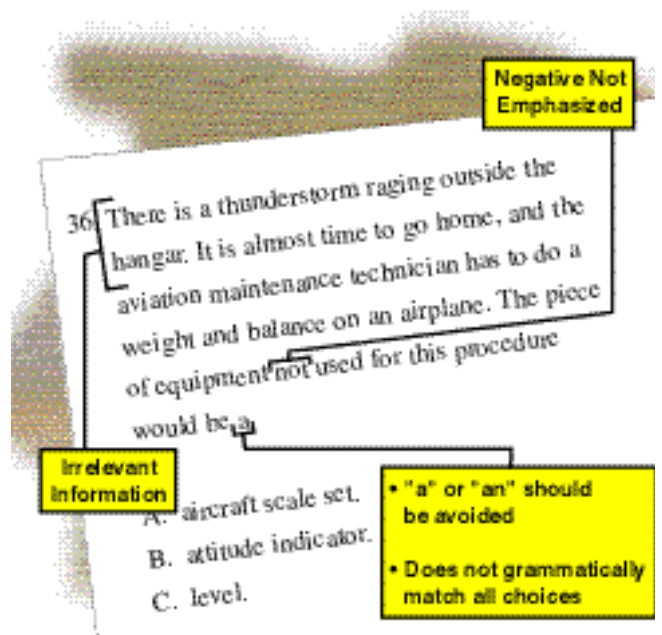 Negative Not
Emphasized
36. There is a thunderstorm raging outside the
hangar. It is almost time to go home, and the
aviation maintenance technician has to do a
weight and balance on an airplane. The piece
of equipment not used for this procedure
would be a
Irrelevant
Information
A. aircraft scale set.
B. attitude indicator.
C. level.
• "a" or "an" should
be avoided
• Does not grammatically
match all choices